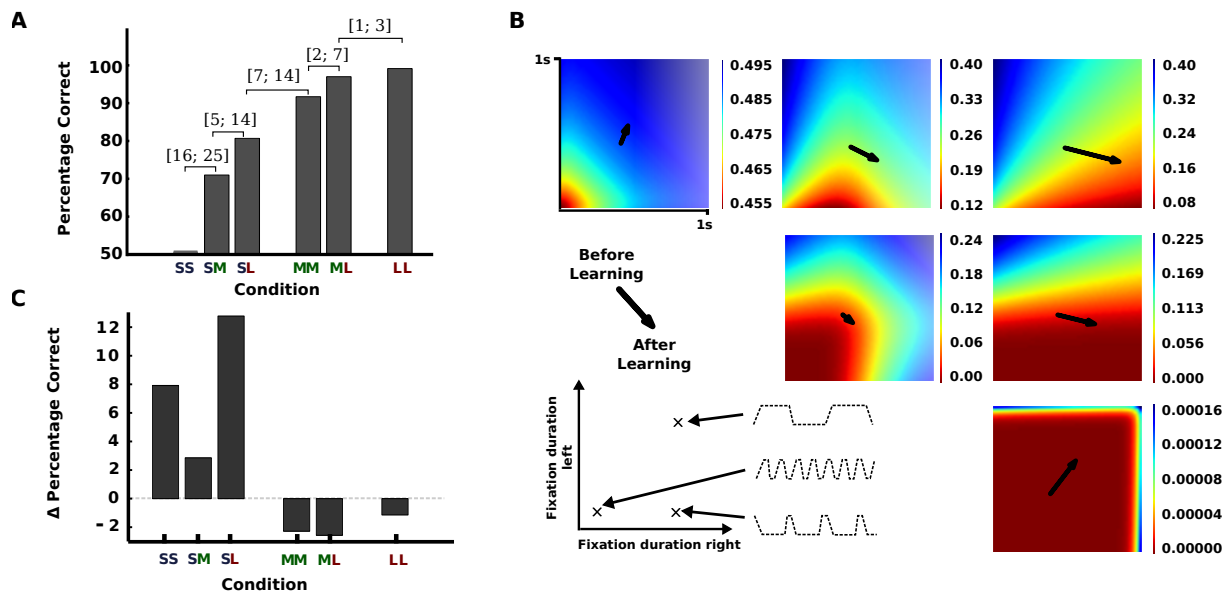 A
Percentage Correct
100
90
80
70
60
50
[16; 25]
[5; 14]
[7; 14]
[2; 7]
[1; 3]
SS SM SL MM ML LL
Condition
B
1s
1s
0.495
0.485
0.475
0.465
0.455
0.40
0.33
0.26
0.19
0.12
0.40
0.32
0.24
0.16
0.08
Before
Learning
After
Learning
0.24
0.18
0.12
0.06
0.00
0.225
0.169
0.113
0.056
0.000
Fixation duration
left
Fixation duration right
0.00016
0.00012
0.00008
0.00004
0.00000
C
Δ Percentage Correct
12
10
8
6
4
2
0
- 2
SS SM SL MM ML LL
Condition